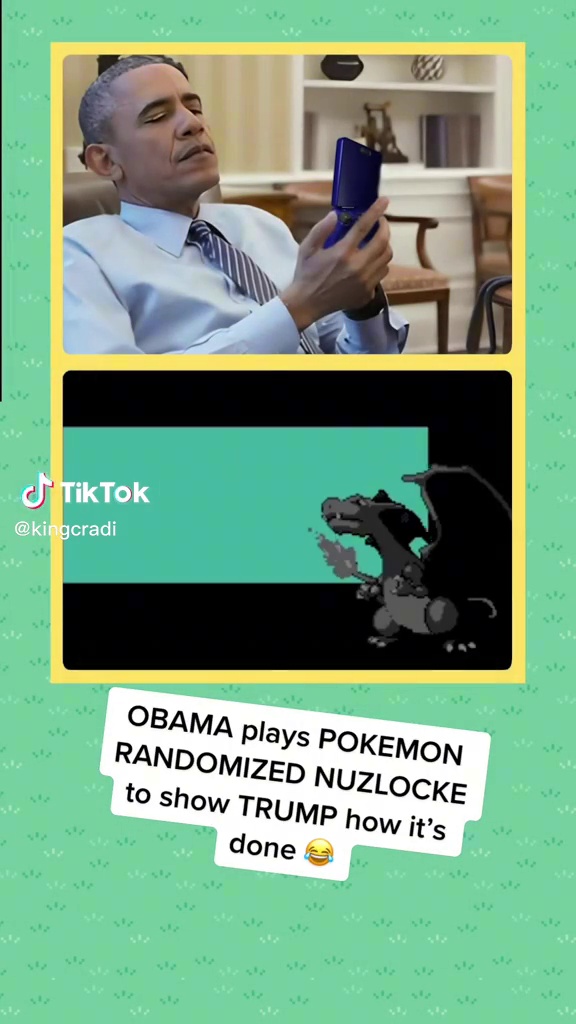 TikTok
@kingcradi
OBAMA plays POKEMON
RANDOMIZED NUZLOCKE
to show TRUMP how it's
done 😂